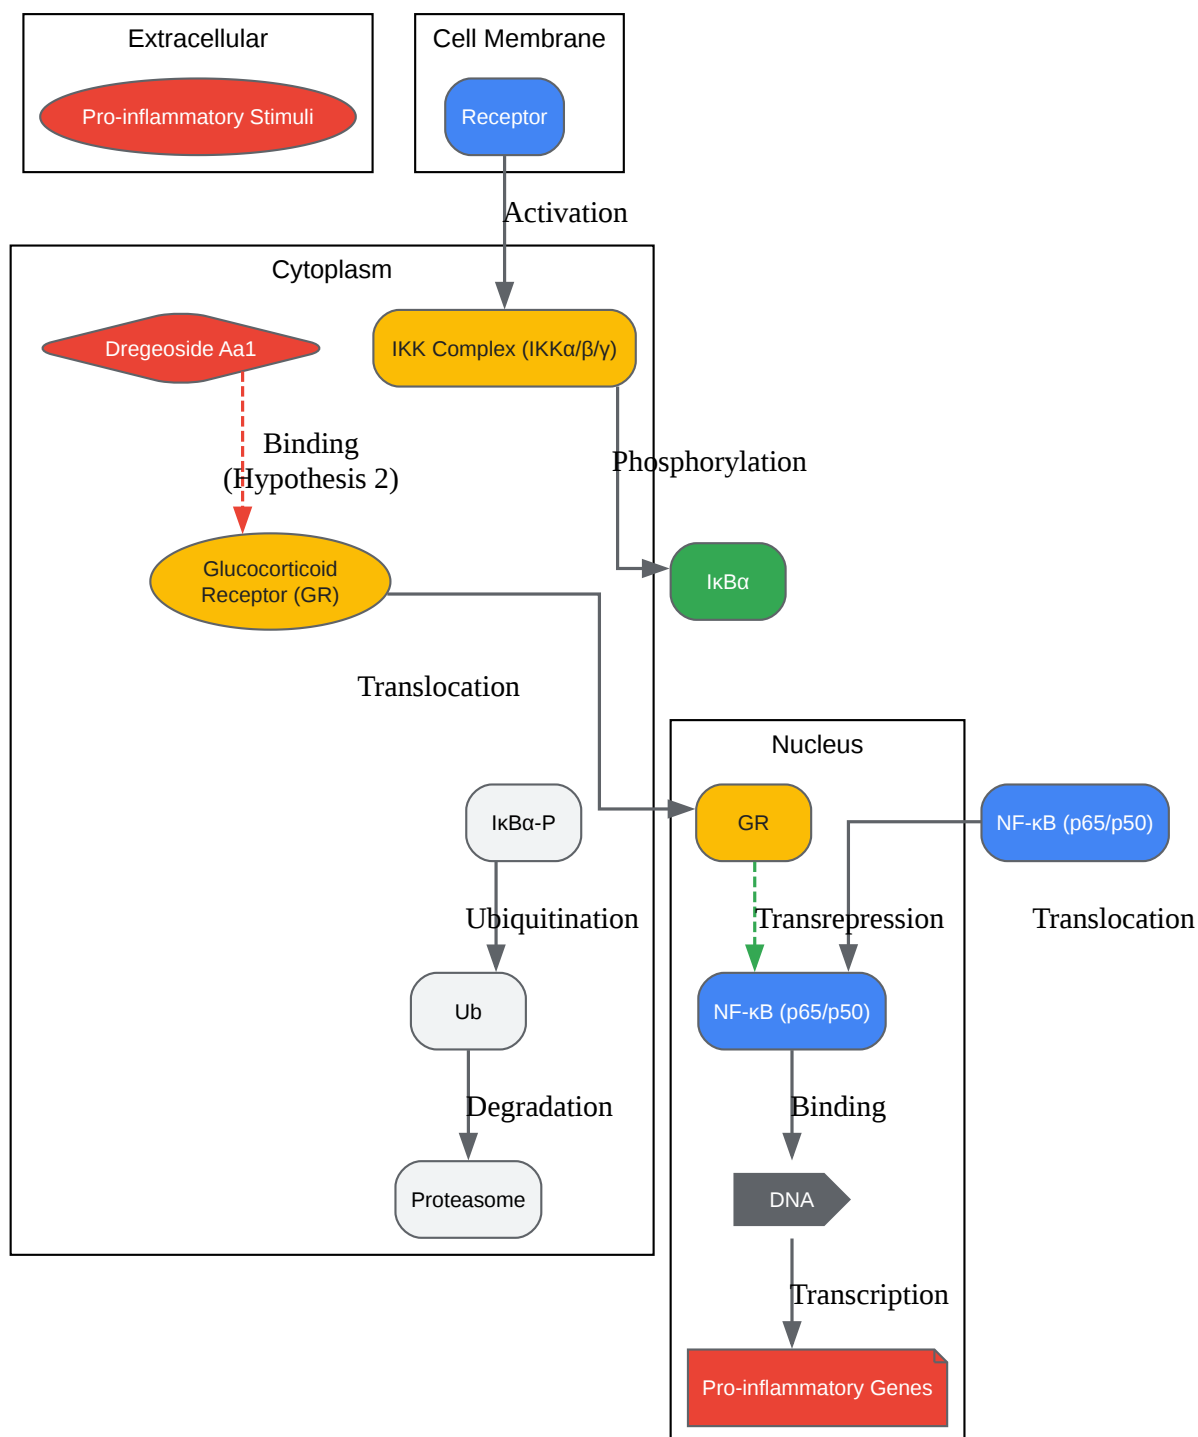 Extracellular
Cell Membrane
Pro-inflammatory Stimuli
Receptor
Activation
Cytoplasm
Dregeoside Aa1
IKK Complex (IKKα/β/γ)
Binding
(Hypothesis 2)
Phosphorylation
Glucocorticoid
Receptor (GR)
IκBα
Translocation
Nucleus
IκBα-P
GR
NF-κB (p65/p50)
Ubiquitination
Transrepression
Translocation
Ub
NF-κB (p65/p50)
Degradation
Binding
Proteasome
DNA
Transcription
Pro-inflammatory Genes